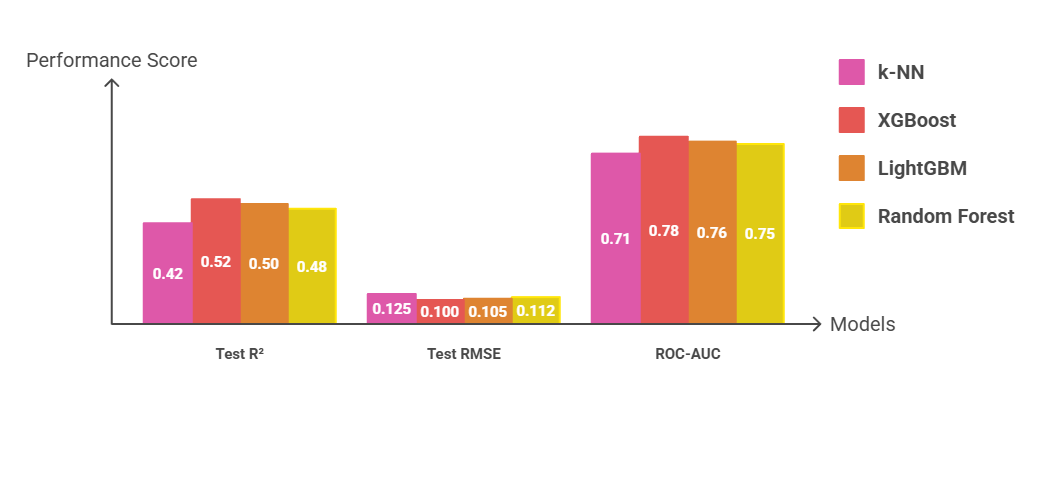 Performance Score
k-NN
XGBoost
LightGBM
Random Forest
0.42
0.52
0.50
0.48
0.125
0.100
0.105
0.112
0.71
0.78
0.76
0.75
Models
Test R²
Test RMSE
ROC-AUC